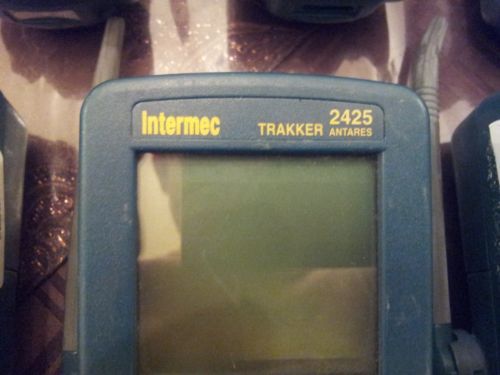 Intermec
TRAKKER 2425
ANTARES